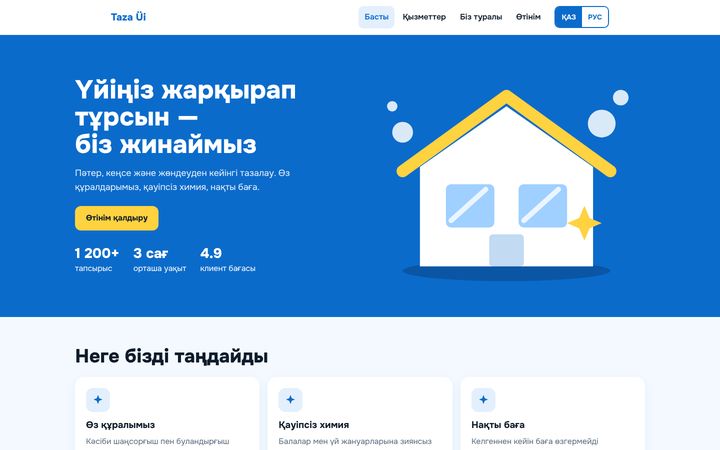 Taza Üi
Басты Қызметтер Біз туралы Өтінім ҚАЗ РУС
Үйіңіз жарқырап
тұрсын —
біз жинаймыз
Пәтер, кеңсе және жөндеуден кейінгі тазалау. Өз
құралдарымыз, қауіпсіз химия, нақты баға.
Өтінім қалдыру
1 200+ 3 сағ 4.9
тапсырыс орташа уақыт клиент бағасы
Неге бізді таңдайды
Өз құралымыз
Кәсіби шаңсорғыш пен буландырғыш
Қауіпсіз химия
Балалар мен үй жануарларына зиянсыз
Нақты баға
Келгеннен кейін баға өзгермейді